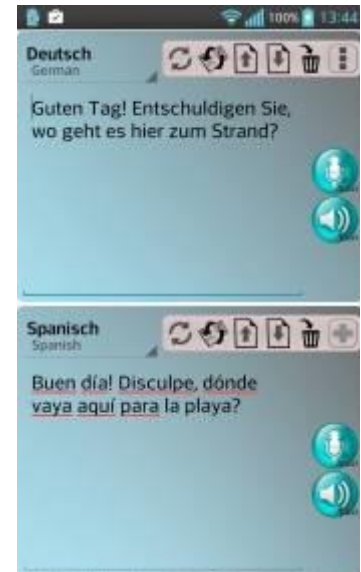 100% 13:44
Deutsch
German
Guten Tag! Entschuldigen Sie,
wo geht es hier zum Strand?
Spanisch
Spanish
Buen día! Disculpe, dónde
vaya aquí para la playa?